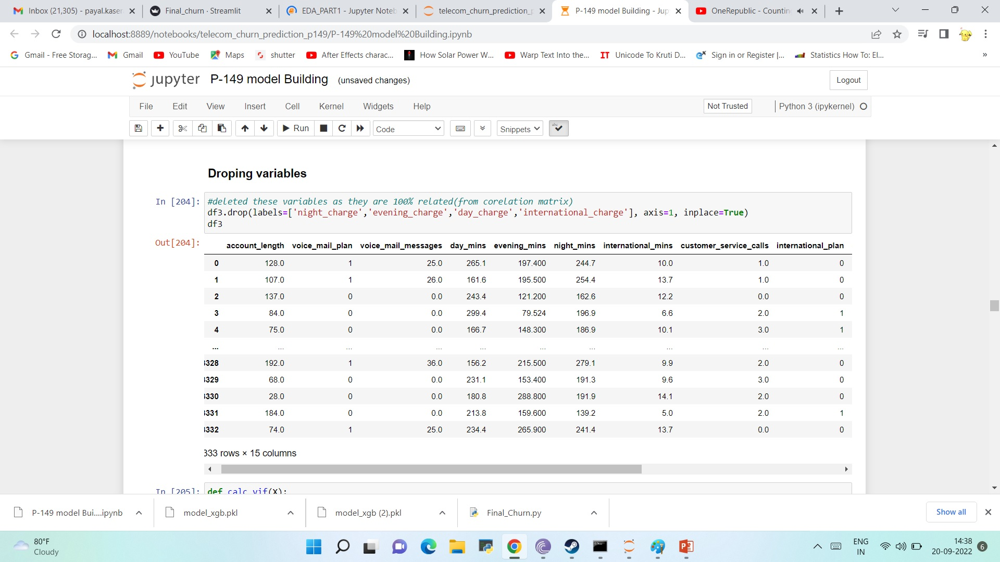 Inbox (21,305) - payal.kaser
Final_churn · Streamlit
EDA_PART1 - Jupyter Noteb
telecom_churn_prediction_p
P-149 model Building - Jup
OneRepublic - Countin
localhost:8889/notebooks/telecom_churn_prediction_p149/P-149%20model%20Building.ipynb
Gmail - Free Storag...
Gmail
YouTube
Maps
shutter
After Effects charac...
How Solar Power W...
Warp Text Into the...
IT Unicode To Kruti D...
Sign in or Register |...
Statistics How To: El...
»
jupyter P-149 model Building (unsaved changes)
Logout
File Edit View Insert Cell Kernel Widgets Help
Not Trusted
Python 3 (ipykernel)
Run
Code
Snippets
abc
Droping variables
In [204]: #deleted these variables as they are 100% related(from corelation matrix)
df3.drop(labels=['night_charge','evening_charge','day_charge','international_charge'], axis=1, inplace=True)
df3
Out[204]:
account_length voice_mail_plan voice_mail_messages day_mins evening_mins night_mins international_mins customer_service_calls international_plan
0 128.0 1 25.0 265.1 197.400 244.7 10.0 1.0 0
1 107.0 1 26.0 161.6 195.500 254.4 13.7 1.0 0
2 137.0 0 0.0 243.4 121.200 162.6 12.2 0.0 0
3 84.0 0 0.0 299.4 79.524 196.9 6.6 2.0 1
4 75.0 0 0.0 166.7 148.300 186.9 10.1 3.0 1
... ... ... ... ... ... ... ... ... ...
3328 192.0 1 36.0 156.2 215.500 279.1 9.9 2.0 0
3329 68.0 0 0.0 231.1 153.400 191.3 9.6 3.0 0
3330 28.0 0 0.0 180.8 288.800 191.9 14.1 2.0 0
3331 184.0 0 0.0 213.8 159.600 139.2 5.0 2.0 1
3332 74.0 1 25.0 234.4 265.900 241.4 13.7 0.0 0
333 rows × 15 columns
In [205]: def calc_vif(X):
P-149 model Bui....ipynb
model_xgb.pkl
model_xgb (2).pkl
Final_Churn.py
Show all
80°F
Cloudy
ENG
IN
14:38
20-09-2022
6